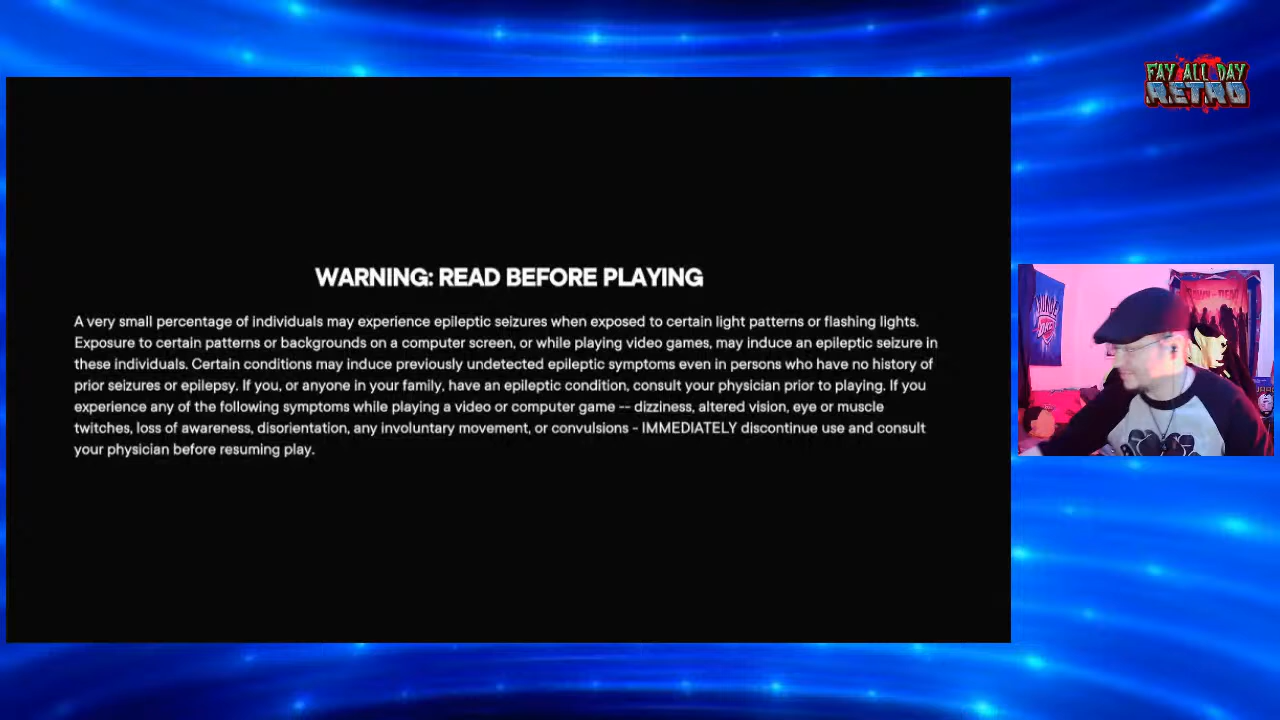 FAY ALL DAY
RETRO
WARNING: READ BEFORE PLAYING
A very small percentage of individuals may experience epileptic seizures when exposed to certain light patterns or flashing lights.
Exposure to certain patterns or backgrounds on a computer screen, or while playing video games, may induce an epileptic seizure in
these individuals. Certain conditions may induce previously undetected epileptic symptoms even in persons who have no history of
prior seizures or epilepsy. If you, or anyone in your family, have an epileptic condition, consult your physician prior to playing. If you
experience any of the following symptoms while playing a video or computer game -- dizziness, altered vision, eye or muscle
twitches, loss of awareness, disorientation, any involuntary movement, or convulsions - IMMEDIATELY discontinue use and consult
your physician before resuming play.